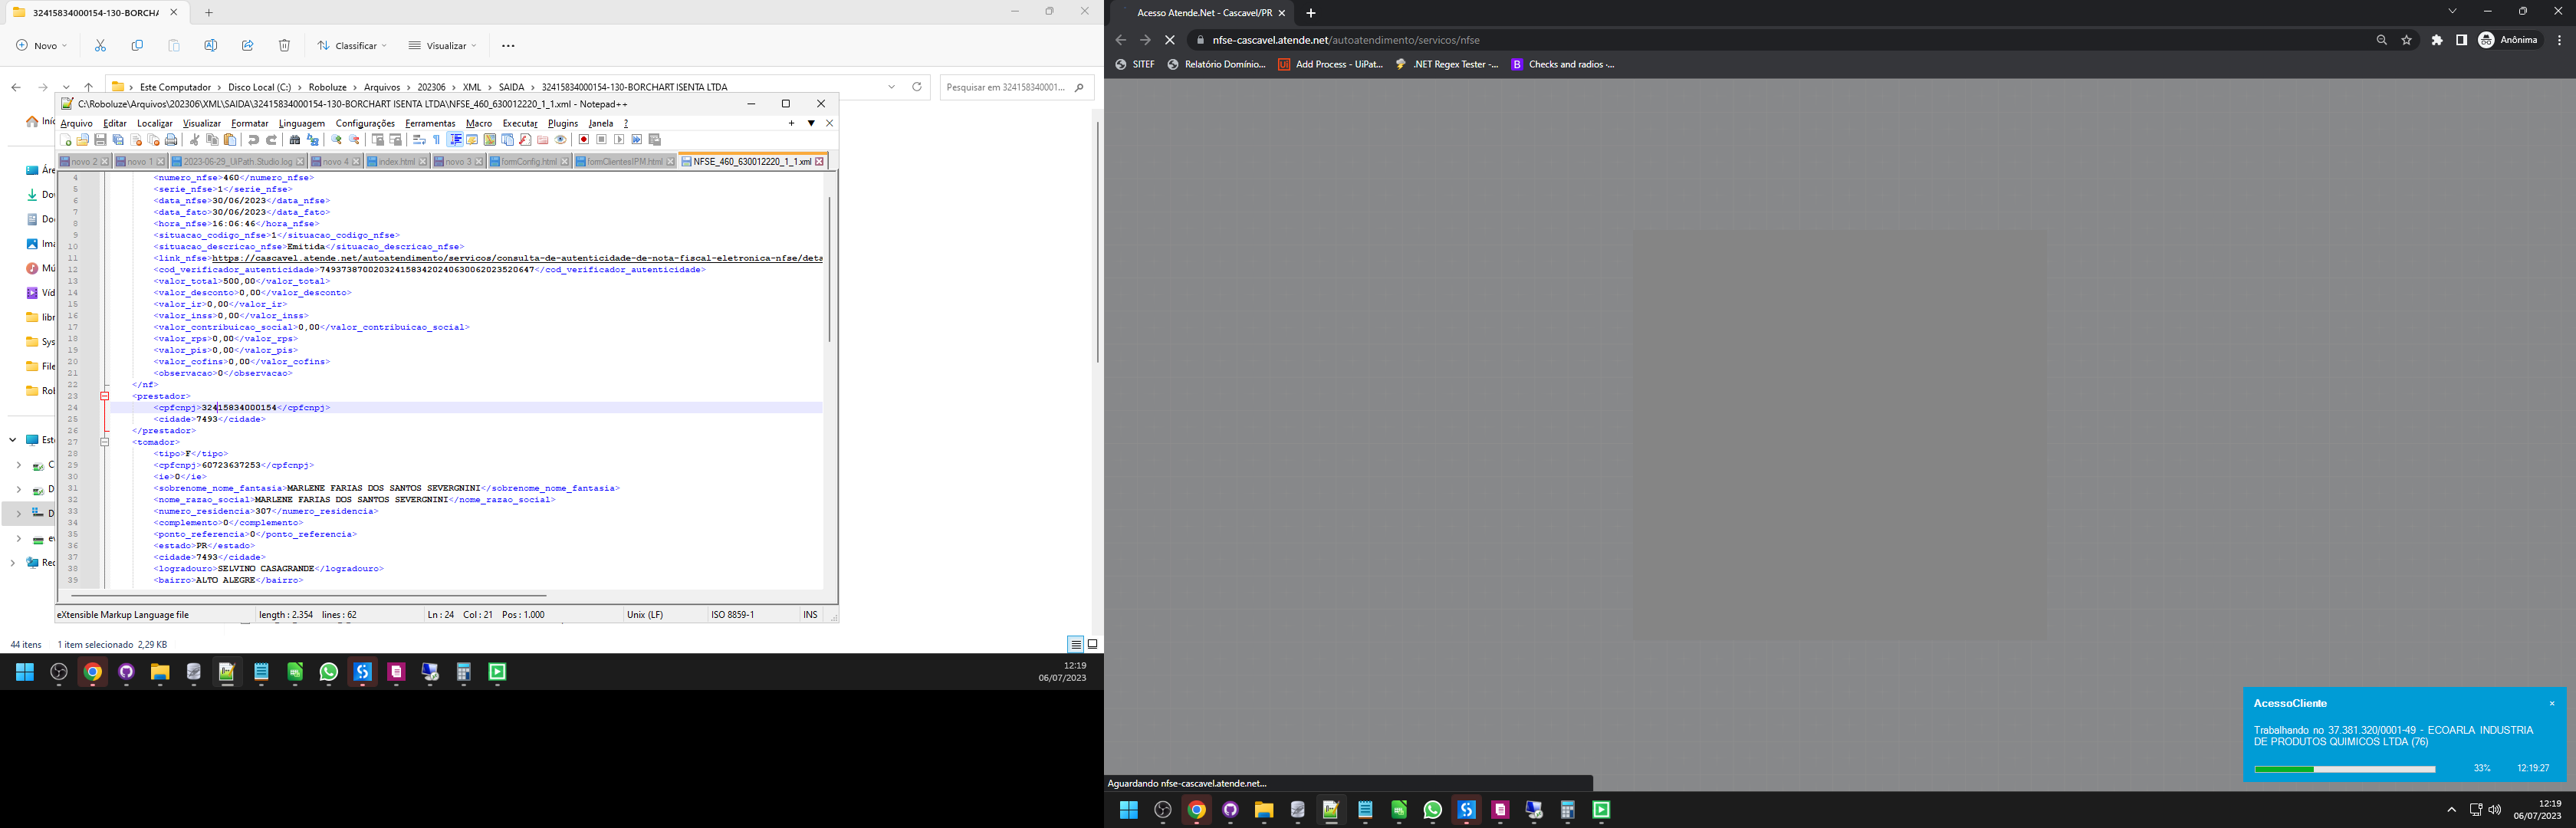 32415834000154-130-BORCHA
Novo
Classificar
Visualizar
Este Computador > Disco Local (C:) > Roboluze > Arquivos > 202306 > XML > SAIDA > 32415834000154-130-BORCHART ISENTA LTDA
Pesquisar em 324158340001...
C:\Roboluze\Arquivos\202306\XML\SAIDA\32415834000154-130-BORCHART ISENTA LTDA\NFSE_460_630012220_1_1.xml - Notepad++
Arquivo Editar Localizar Visualizar Formatar Linguagem Configurações Ferramentas Macro Executar Plugins Janela ?
novo 2 novo 1 2023-06-29_UiPath.Studio.log novo 4 index.html novo 3 formConfig.html formClientesIPM.html NFSE_460_630012220_1_1.xml
4 <numero_nfse>460</numero_nfse>
5 <serie_nfse>1</serie_nfse>
6 <data_nfse>30/06/2023</data_nfse>
7 <data_fato>30/06/2023</data_fato>
8 <hora_nfse>16:06:46</hora_nfse>
9 <situacao_codigo_nfse>1</situacao_codigo_nfse>
10 <situacao_descricao_nfse>Emitida</situacao_descricao_nfse>
11 <link_nfse>https://cascavel.atende.net/autoatendimento/servicos/consulta-de-autenticidade-de-nota-fiscal-eletronica-nfse/deta
12 <cod_verificador_autenticidade>7493738700203241583420240630062023520647</cod_verificador_autenticidade>
13 <valor_total>500,00</valor_total>
14 <valor_desconto>0,00</valor_desconto>
15 <valor_ir>0,00</valor_ir>
16 <valor_inss>0,00</valor_inss>
17 <valor_contribuicao_social>0,00</valor_contribuicao_social>
18 <valor_rps>0,00</valor_rps>
19 <valor_pis>0,00</valor_pis>
20 <valor_cofins>0,00</valor_cofins>
21 <observacao>0</observacao>
22 </nf>
23 <prestador>
24 <cpfcnpj>32415834000154</cpfcnpj>
25 <cidade>7493</cidade>
26 </prestador>
27 <tomador>
28 <tipo>F</tipo>
29 <cpfcnpj>60723637253</cpfcnpj>
30 <ie>0</ie>
31 <sobrenome_nome_fantasia>MARLENE FARIAS DOS SANTOS SEVERGNINI</sobrenome_nome_fantasia>
32 <nome_razao_social>MARLENE FARIAS DOS SANTOS SEVERGNINI</nome_razao_social>
33 <numero_residencia>307</numero_residencia>
34 <complemento>0</complemento>
35 <ponto_referencia>0</ponto_referencia>
36 <estado>PR</estado>
37 <cidade>7493</cidade>
38 <logradouro>SELVINO CASAGRANDE</logradouro>
39 <bairro>ALTO ALEGRE</bairro>
eXtensible Markup Language file length : 2.354 lines : 62 Ln : 24 Col : 21 Pos : 1.000 Unix (LF) ISO 8859-1 INS
Iníc
Áre
Do
Do
Ima
Mú
Víd
libr
Sys
File
Rol
Este
C
D
D
ev
Rec
44 itens 1 item selecionado 2,29 KB
12:19
06/07/2023
Acesso Atende.Net - Cascavel/PR
nfse-cascavel.atende.net/autoatendimento/servicos/nfse
Anônima
SITEF Relatório Domínio... Add Process - UiPat... .NET Regex Tester -... Checks and radios ·...
AcessoCliente
Trabalhando no 37.381.320/0001-49 - ECOARLA INDUSTRIA
DE PRODUTOS QUIMICOS LTDA (76)
33% 12:19:27
Aguardando nfse-cascavel.atende.net...
12:19
06/07/2023